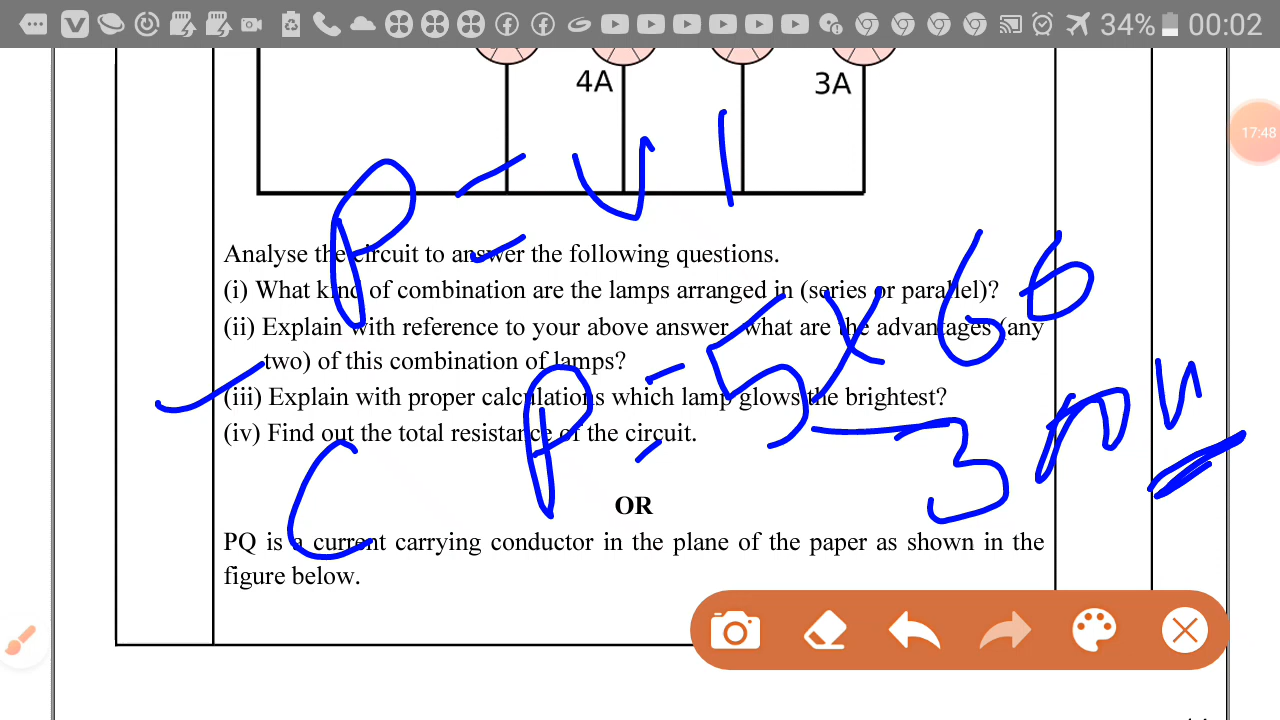 34% 00:02
17:48
4A 3A
P = V I
Analyse the circuit to answer the following questions.
(i) What kind of combination are the lamps arranged in (series or parallel)?
(ii) Explain with reference to your above answer, what are the advantages (any
two) of this combination of lamps?
(iii) Explain with proper calculations which lamp glows the brightest?
(iv) Find out the total resistance of the circuit.
OR
PQ is a current carrying conductor in the plane of the paper as shown in the
figure below.